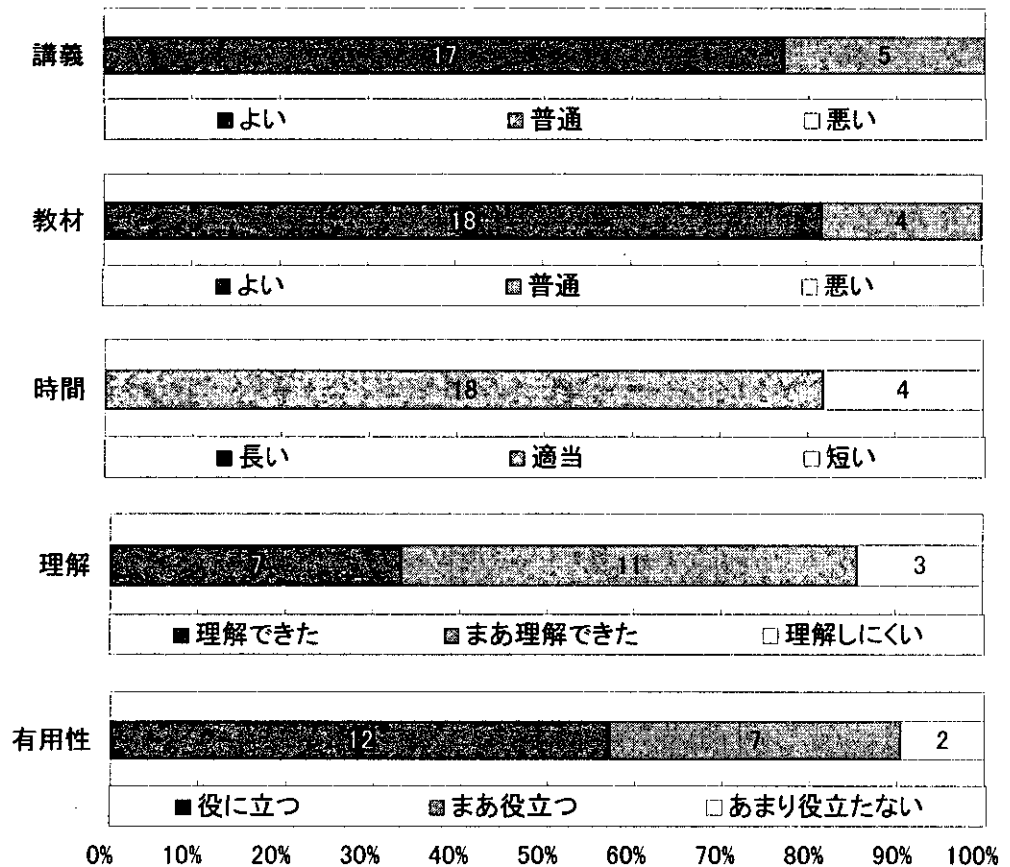 講義
17 5
■よい ■普通 □悪い
教材
18 4
■よい ■普通 □悪い
時間
18 4
■長い ■適当 □短い
理解
7 11 3
■理解できた ■まあ理解できた □理解しにくい
有用性
12 7 2
■役に立つ ■まあ役立つ □あまり役立たない
0% 10% 20% 30% 40% 50% 60% 70% 80% 90% 100%